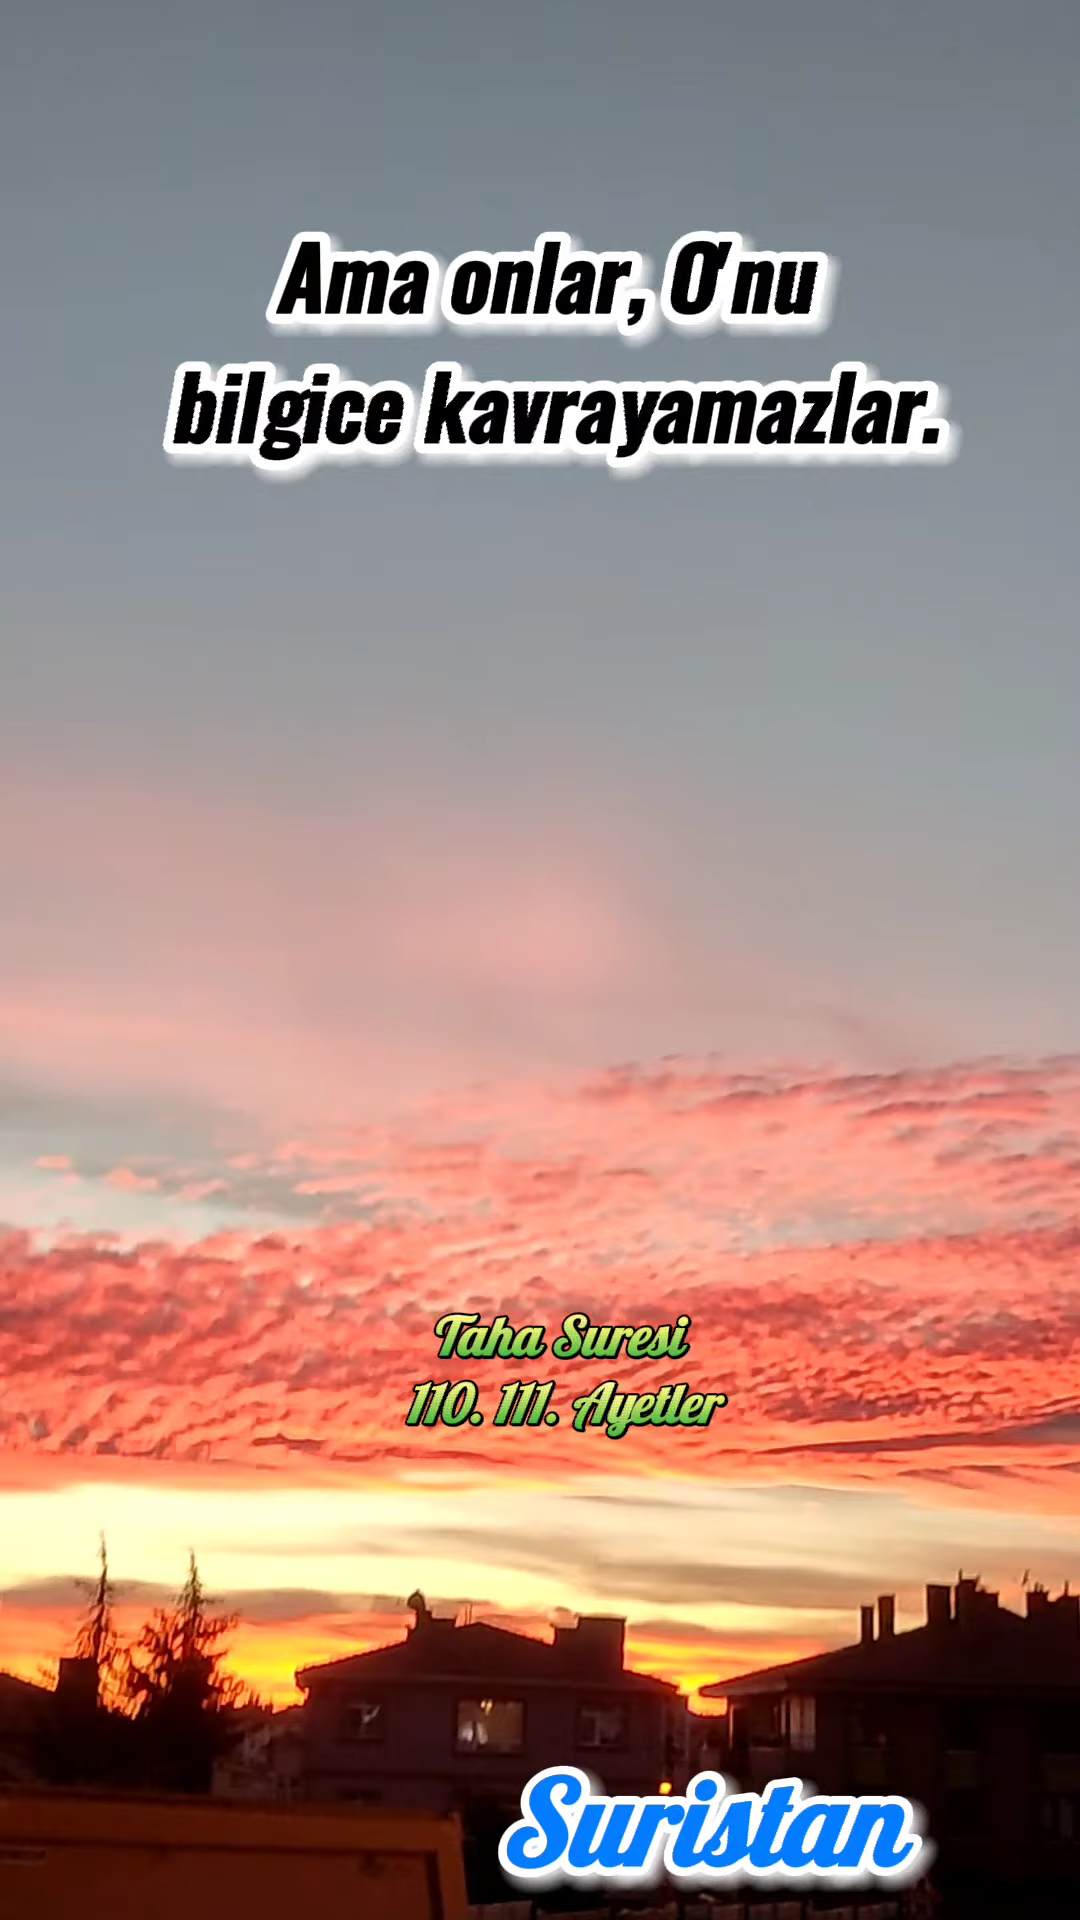 Ama onlar, O'nu
bilgice kavrayamazlar.
Taha Suresi
110. 111. Ayetler
Suristan